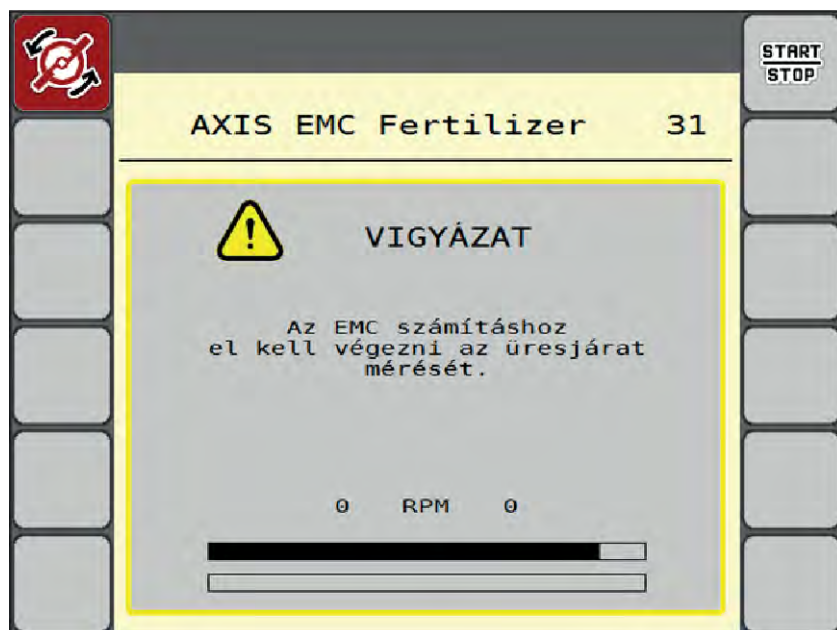 START
STOP
AXIS EMC Fertilizer 31
VIGYÁZAT
Az EMC számításhoz
el kell végezni az üresjárat
mérését.
0 RPM 0